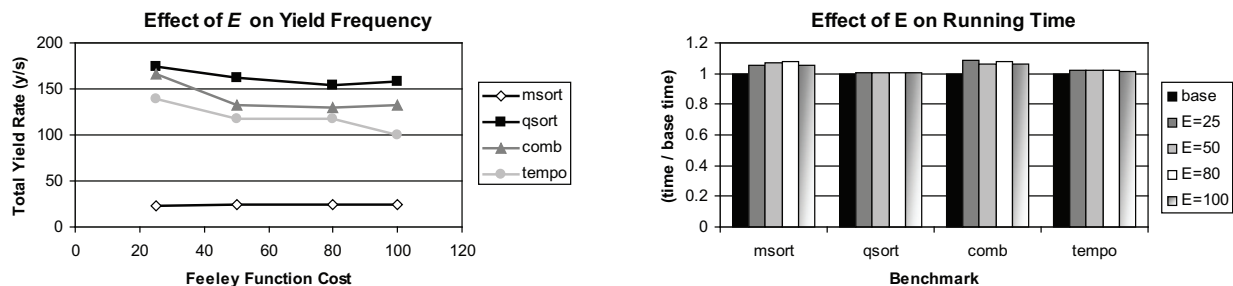 Effect of E on Yield Frequency
Total Yield Rate (y/s)
200
150
100
50
0
0 20 40 60 80 100 120
Feeley Function Cost
msort
qsort
comb
tempo
Effect of E on Running Time
(time / base time)
1.2
1
0.8
0.6
0.4
0.2
0
msort qsort comb tempo
Benchmark
base
E=25
E=50
E=80
E=100